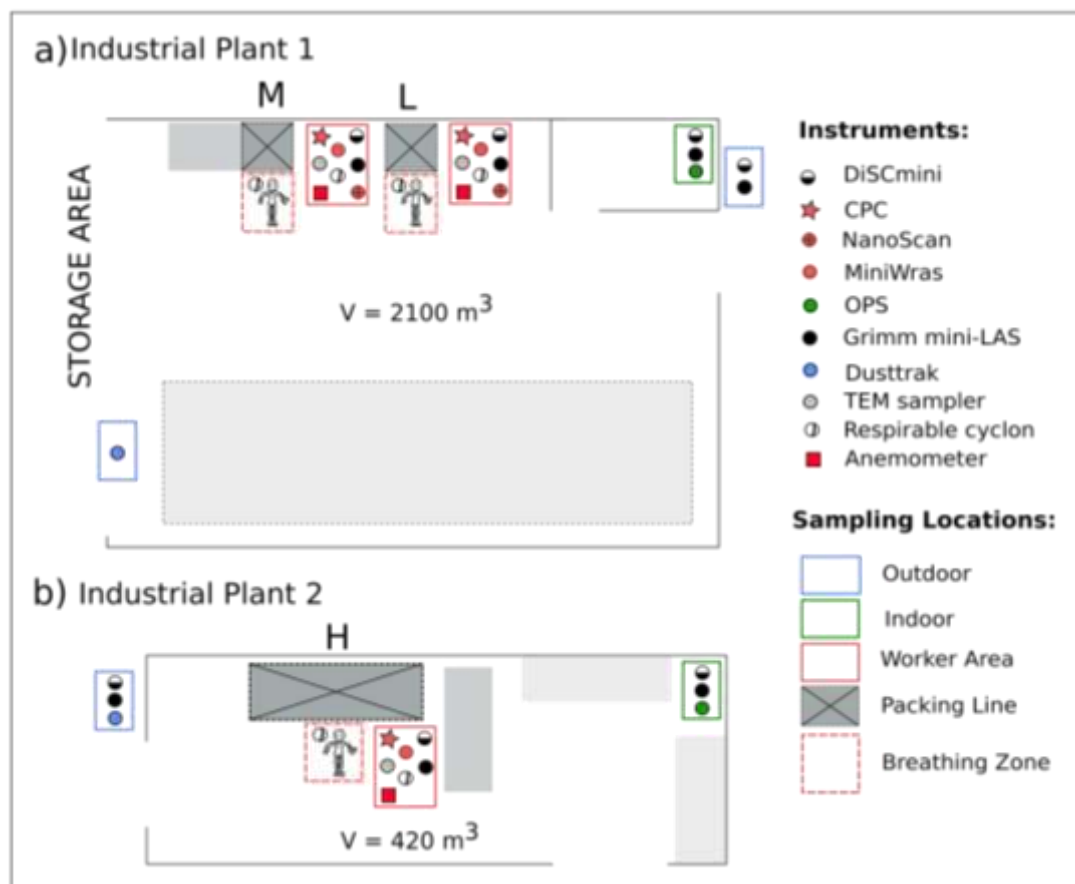 a) Industrial Plant 1
M
L
STORAGE AREA
V = 2100 m³
Instruments:
DiSCmini
CPC
NanoScan
MiniWras
OPS
Grimm mini-LAS
Dusttrak
TEM sampler
Respirable cyclon
Anemometer
Sampling Locations:
Outdoor
Indoor
Worker Area
Packing Line
Breathing Zone
b) Industrial Plant 2
H
V = 420 m³